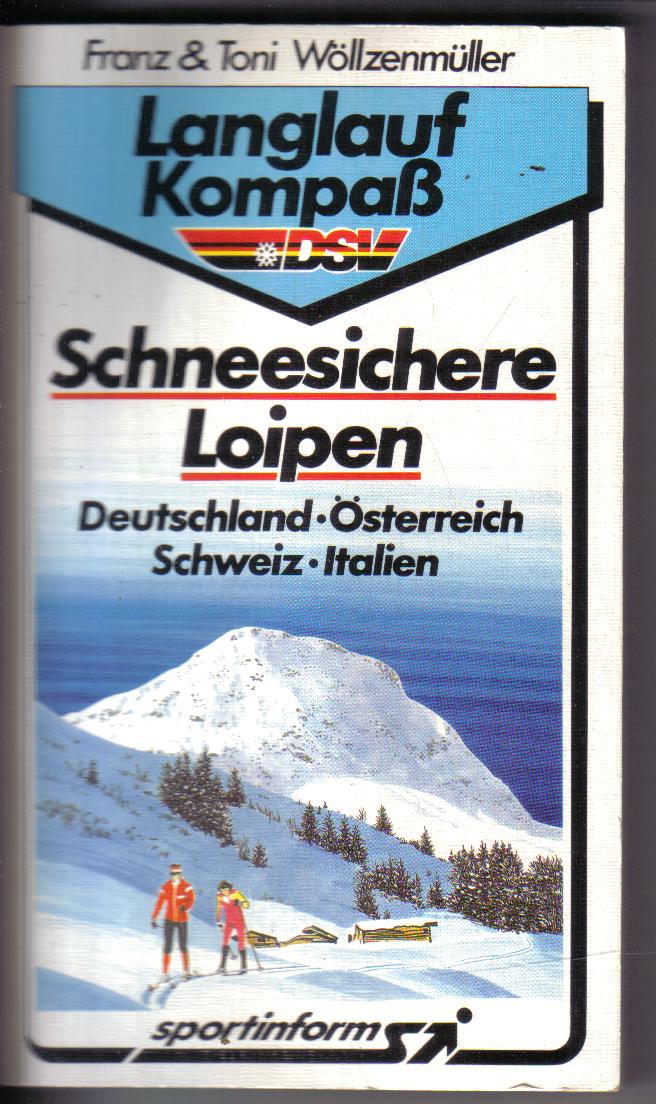 Franz & Toni Wöllzenmüller
Langlauf
Kompaß
DSV
Schneesichere
Loipen
Deutschland · Österreich
Schweiz · Italien
sportinform